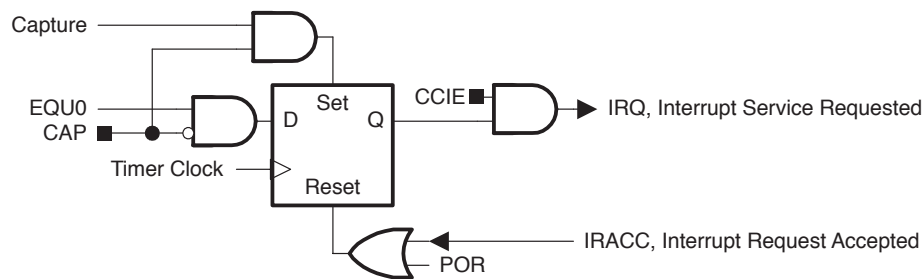 Capture
EQU0
CAP
Timer Clock
Set
D
Q
Reset
CCIE
IRQ, Interrupt Service Requested
IRACC, Interrupt Request Accepted
POR